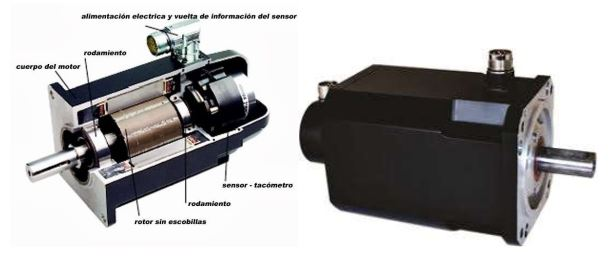 alimentación electrica y vuelta de información del sensor
rodamiento
cuerpo del motor
sensor - tacómetro
rodamiento
rotor sin escobillas